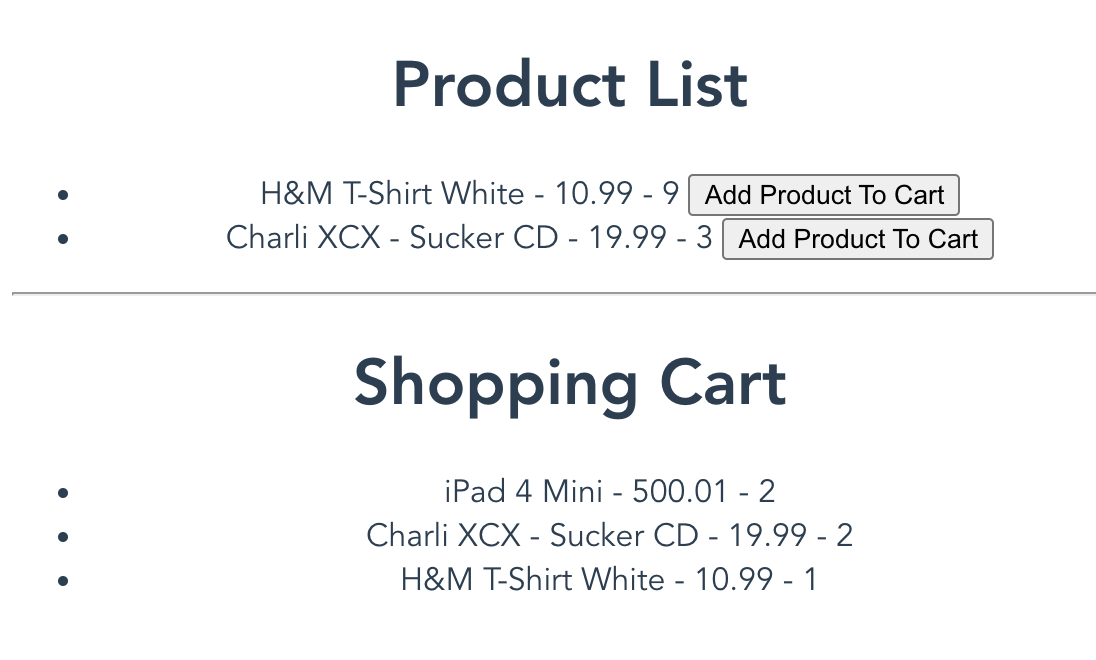 Product List
H&M T-Shirt White - 10.99 - 9 Add Product To Cart
Charli XCX - Sucker CD - 19.99 - 3 Add Product To Cart
Shopping Cart
iPad 4 Mini - 500.01 - 2
Charli XCX - Sucker CD - 19.99 - 2
H&M T-Shirt White - 10.99 - 1